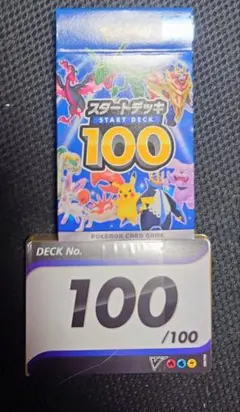 スタートデッキ
START DECK
100
POKÉMON CARD GAME
DECK No.
100
/100